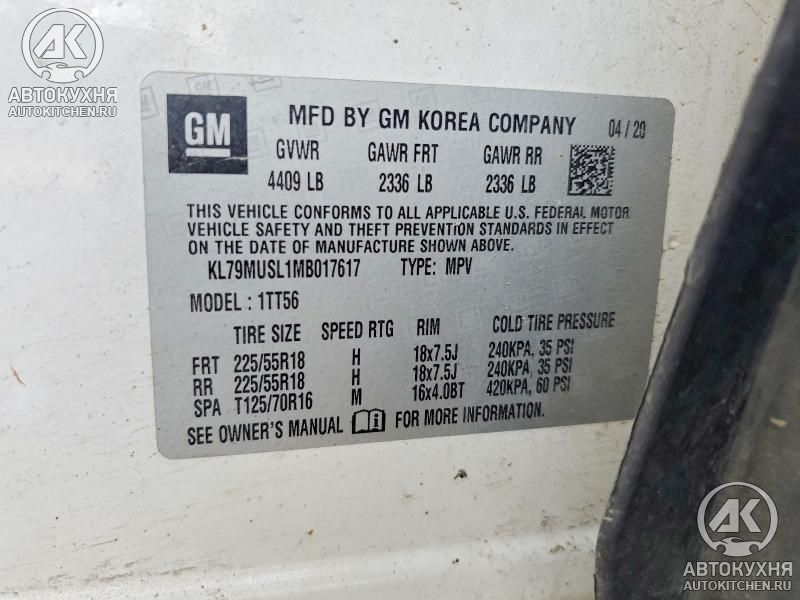 AK
АВТОКУХНЯ
AUTOKITCHEN.RU
GM
MFD BY GM KOREA COMPANY 04 / 20
GVWR GAWR FRT GAWR RR
4409 LB 2336 LB 2336 LB
THIS VEHICLE CONFORMS TO ALL APPLICABLE U.S. FEDERAL MOTOR
VEHICLE SAFETY AND THEFT PREVENTION STANDARDS IN EFFECT
ON THE DATE OF MANUFACTURE SHOWN ABOVE.
KL79MUSL1MB017617 TYPE: MPV
MODEL : 1TT56
TIRE SIZE SPEED RTG RIM COLD TIRE PRESSURE
FRT 225/55R18 H 18x7.5J 240KPA, 35 PSI
RR 225/55R18 H 18x7.5J 240KPA, 35 PSI
SPA T125/70R16 M 16x4.0BT 420KPA, 60 PSI
SEE OWNER'S MANUAL FOR MORE INFORMATION.
AK
АВТОКУХНЯ
AUTOKITCHEN.RU